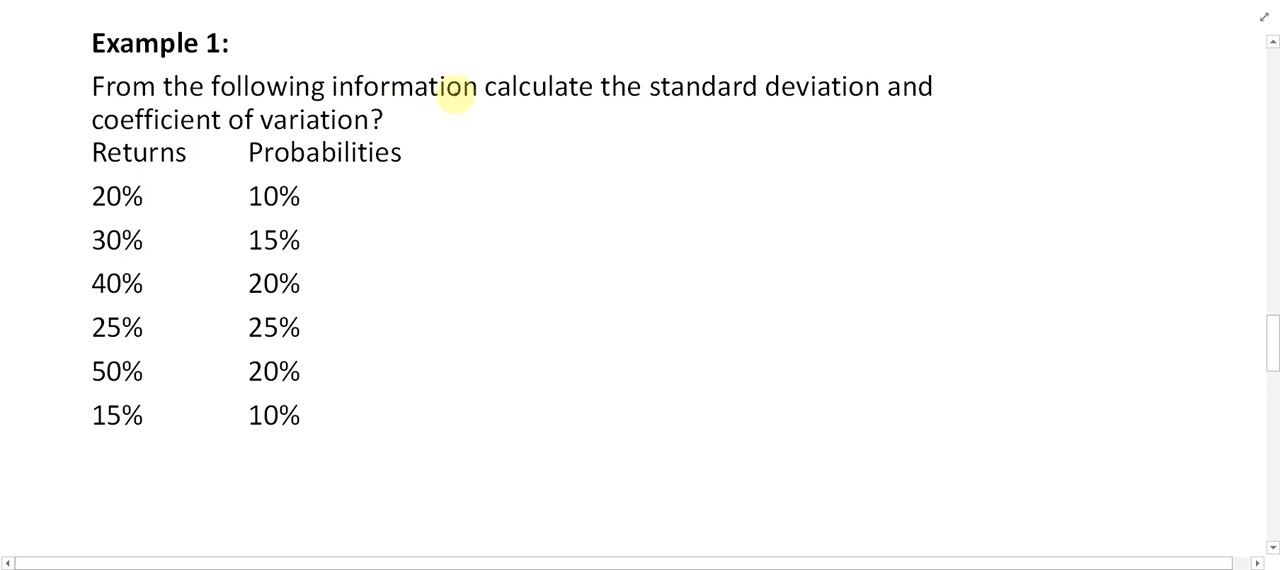 Example 1:
From the following information calculate the standard deviation and
coefficient of variation?
Returns Probabilities
20% 10%
30% 15%
40% 20%
25% 25%
50% 20%
15% 10%